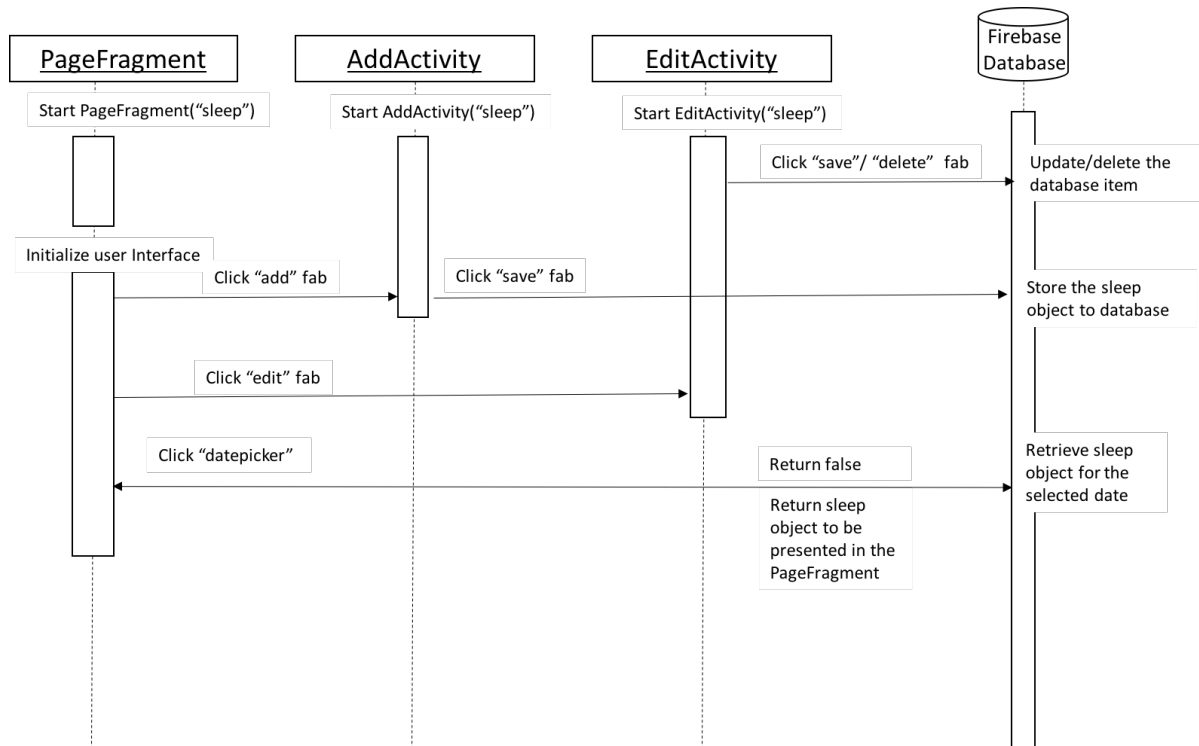 PageFragment
AddActivity
EditActivity
Firebase
Database
Start PageFragment(“sleep”)
Start AddActivity(“sleep”)
Start EditActivity(“sleep”)
Click “save”/ “delete”  fab
Update/delete the
database item
Initialize user Interface
Click “add” fab
Click “save” fab
Store the sleep
object to database
Click “edit” fab
Click “datepicker”
Return false
Retrieve sleep
object for the
selected date
Return sleep
object to be
presented in the
PageFragment